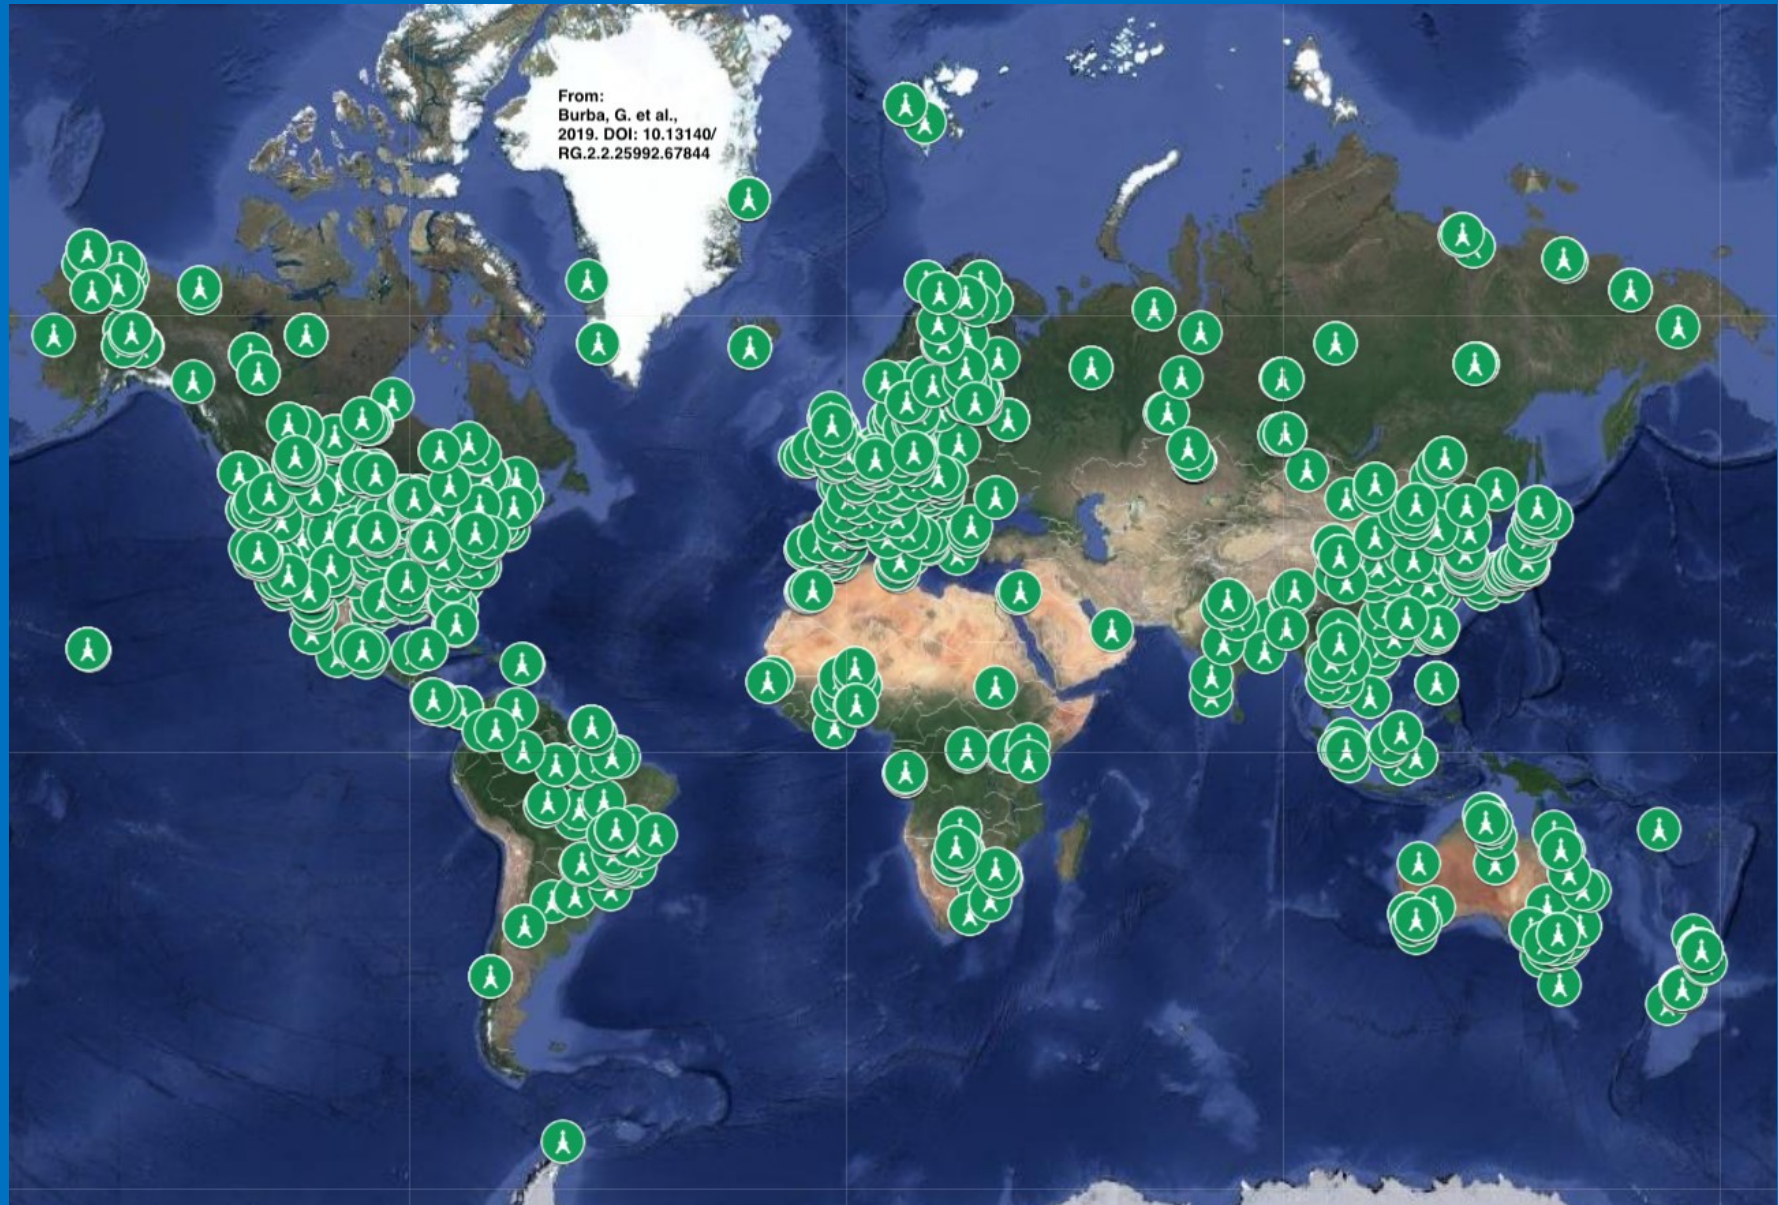 From:
Burba, G. et al.,
2019. DOI: 10.13140/
RG.2.2.25992.67844